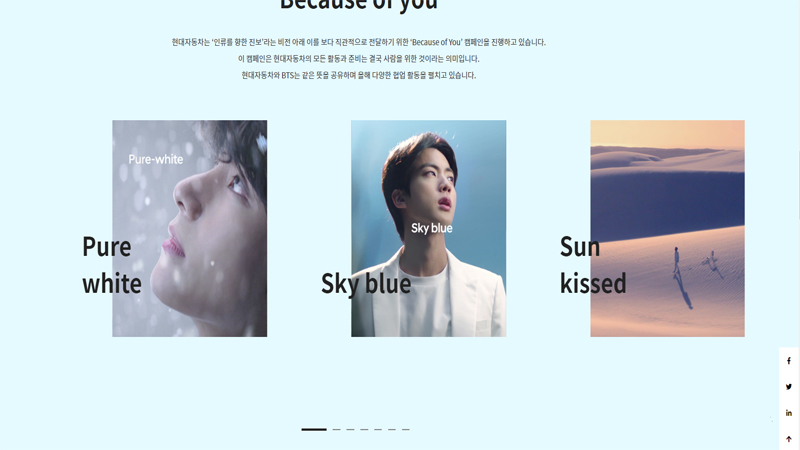 Because of you
현대자동차는 '인류를 향한 진보'라는 비전 아래 이를 보다 직관적으로 전달하기 위한 'Because of You' 캠페인을 진행하고 있습니다.
이 캠페인은 현대자동차의 모든 활동과 준비는 결국 사람을 위한 것이라는 의미입니다.
현대자동차와 BTS는 같은 뜻을 공유하며 올해 다양한 협업 활동을 펼치고 있습니다.
Pure-white
Pure
white
Sky blue
Sky blue
Sun
kissed